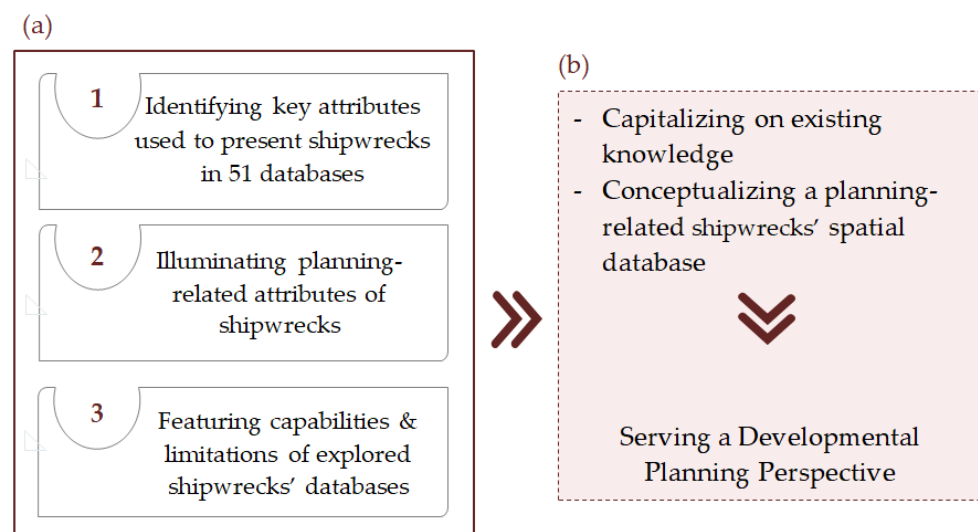 (a)
1
Identifying key attributes
used to present shipwrecks
in 51 databases
2
Illuminating planning-
related attributes of
shipwrecks
3
Featuring capabilities &
limitations of explored
shipwrecks’ databases
(b)
- Capitalizing on existing
knowledge
- Conceptualizing a planning-
related shipwrecks’ spatial
database
Serving a Developmental
Planning Perspective